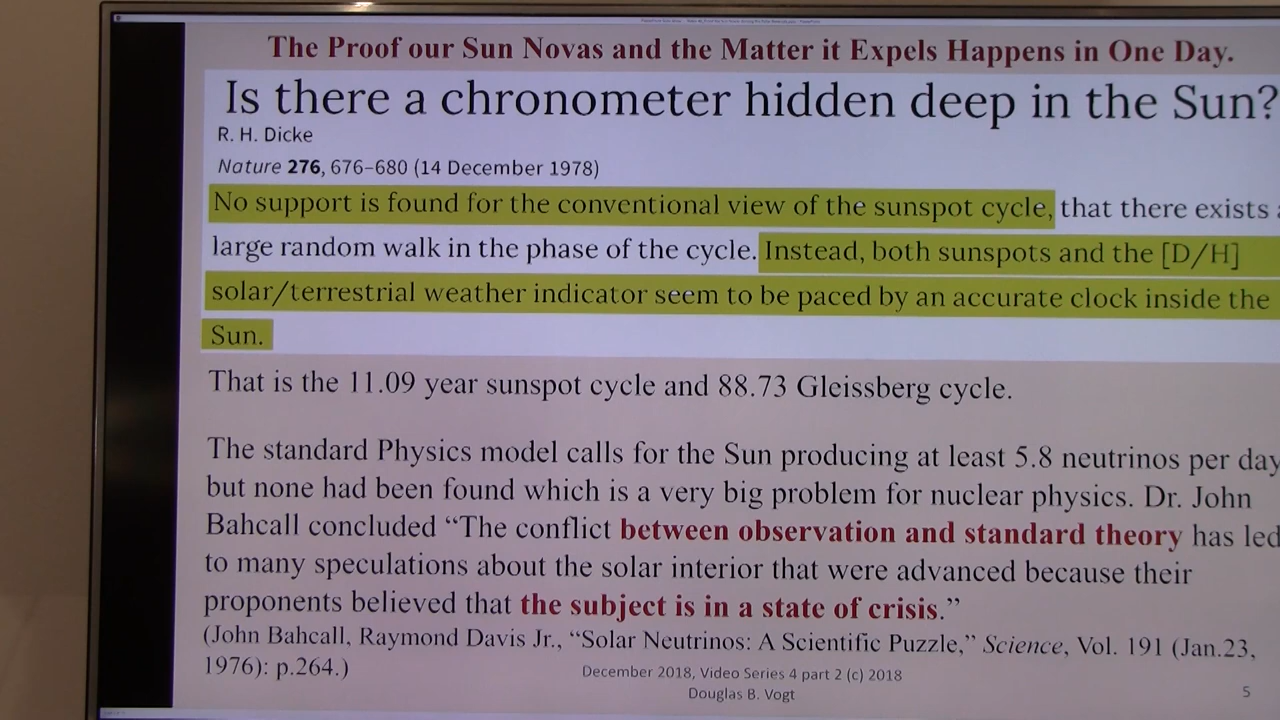 The Proof our Sun Novas and the Matter it Expels Happens in One Day.
Is there a chronometer hidden deep in the Sun?
R. H. Dicke
Nature 276, 676–680 (14 December 1978)
No support is found for the conventional view of the sunspot cycle, that there exists
large random walk in the phase of the cycle. Instead, both sunspots and the [D/H]
solar/terrestrial weather indicator seem to be paced by an accurate clock inside the
Sun.
That is the 11.09 year sunspot cycle and 88.73 Gleissberg cycle.
The standard Physics model calls for the Sun producing at least 5.8 neutrinos per day
but none had been found which is a very big problem for nuclear physics. Dr. John
Bahcall concluded “The conflict between observation and standard theory has led
to many speculations about the solar interior that were advanced because their
proponents believed that the subject is in a state of crisis.”
(John Bahcall, Raymond Davis Jr., “Solar Neutrinos: A Scientific Puzzle,” Science, Vol. 191 (Jan.23,
1976): p.264.)
December 2018, Video Series 4 part 2 (c) 2018
Douglas B. Vogt
5